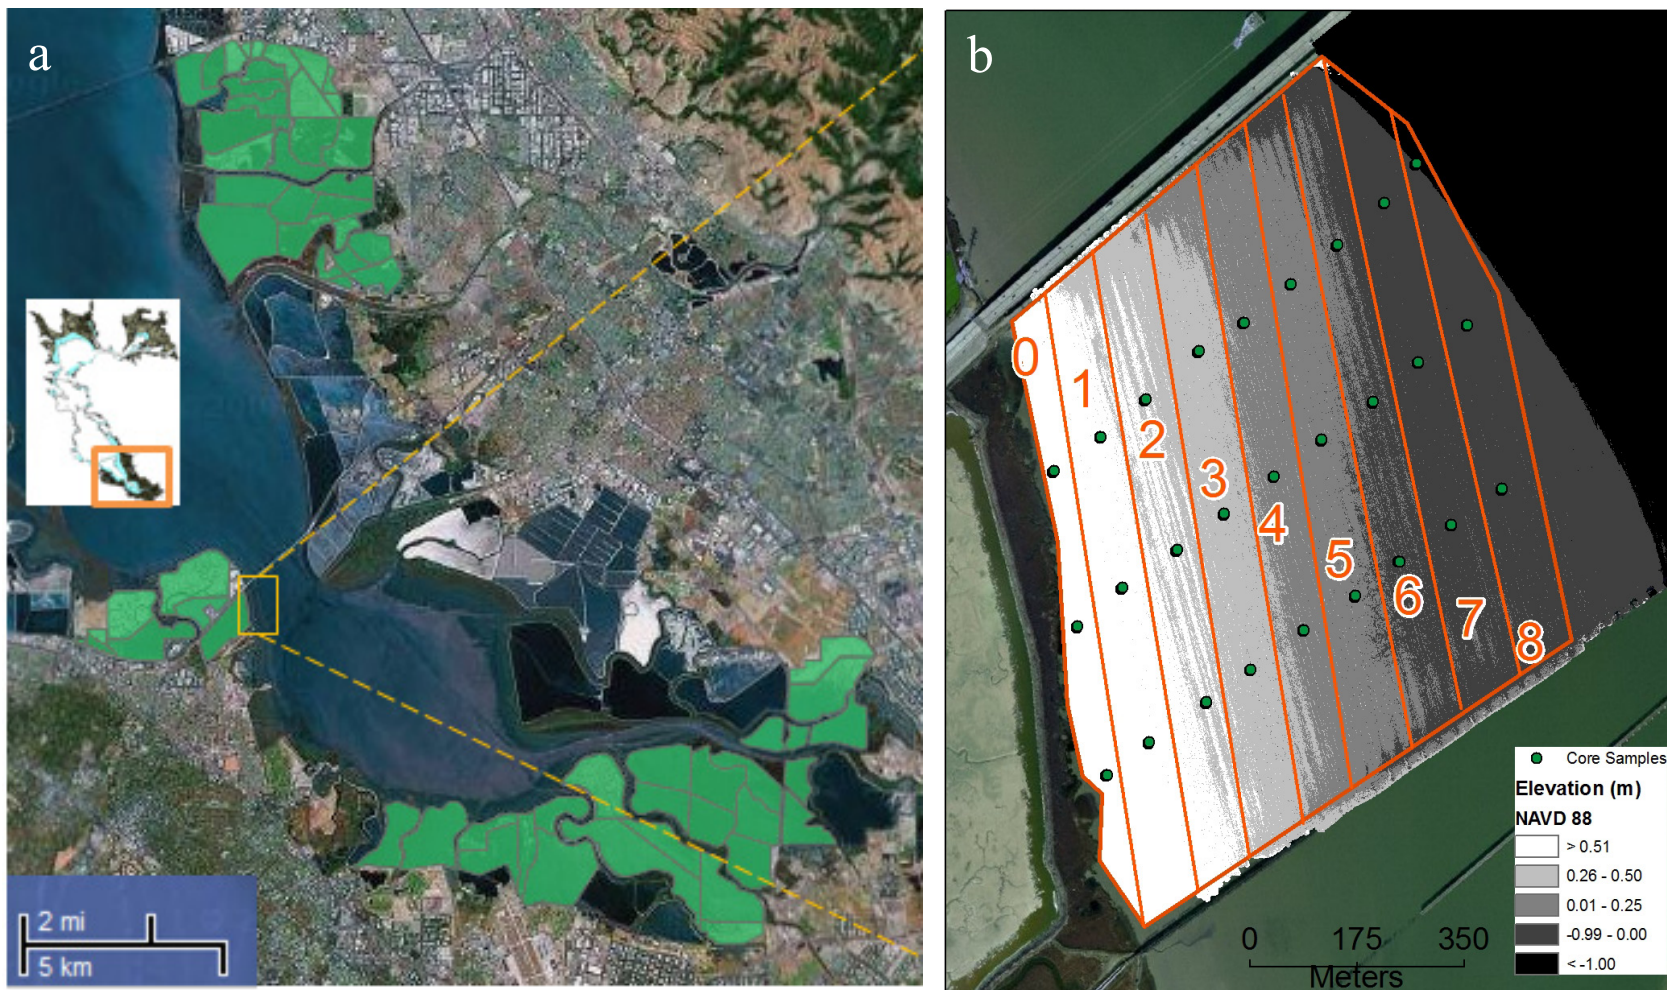 a
2 mi
5 km
b
0
1
2
3
4
5
6
7
8
Core Samples
Elevation (m)
NAVD 88
> 0.51
0.26 - 0.50
0.01 - 0.25
-0.99 - 0.00
< -1.00
0 175 350
Meters